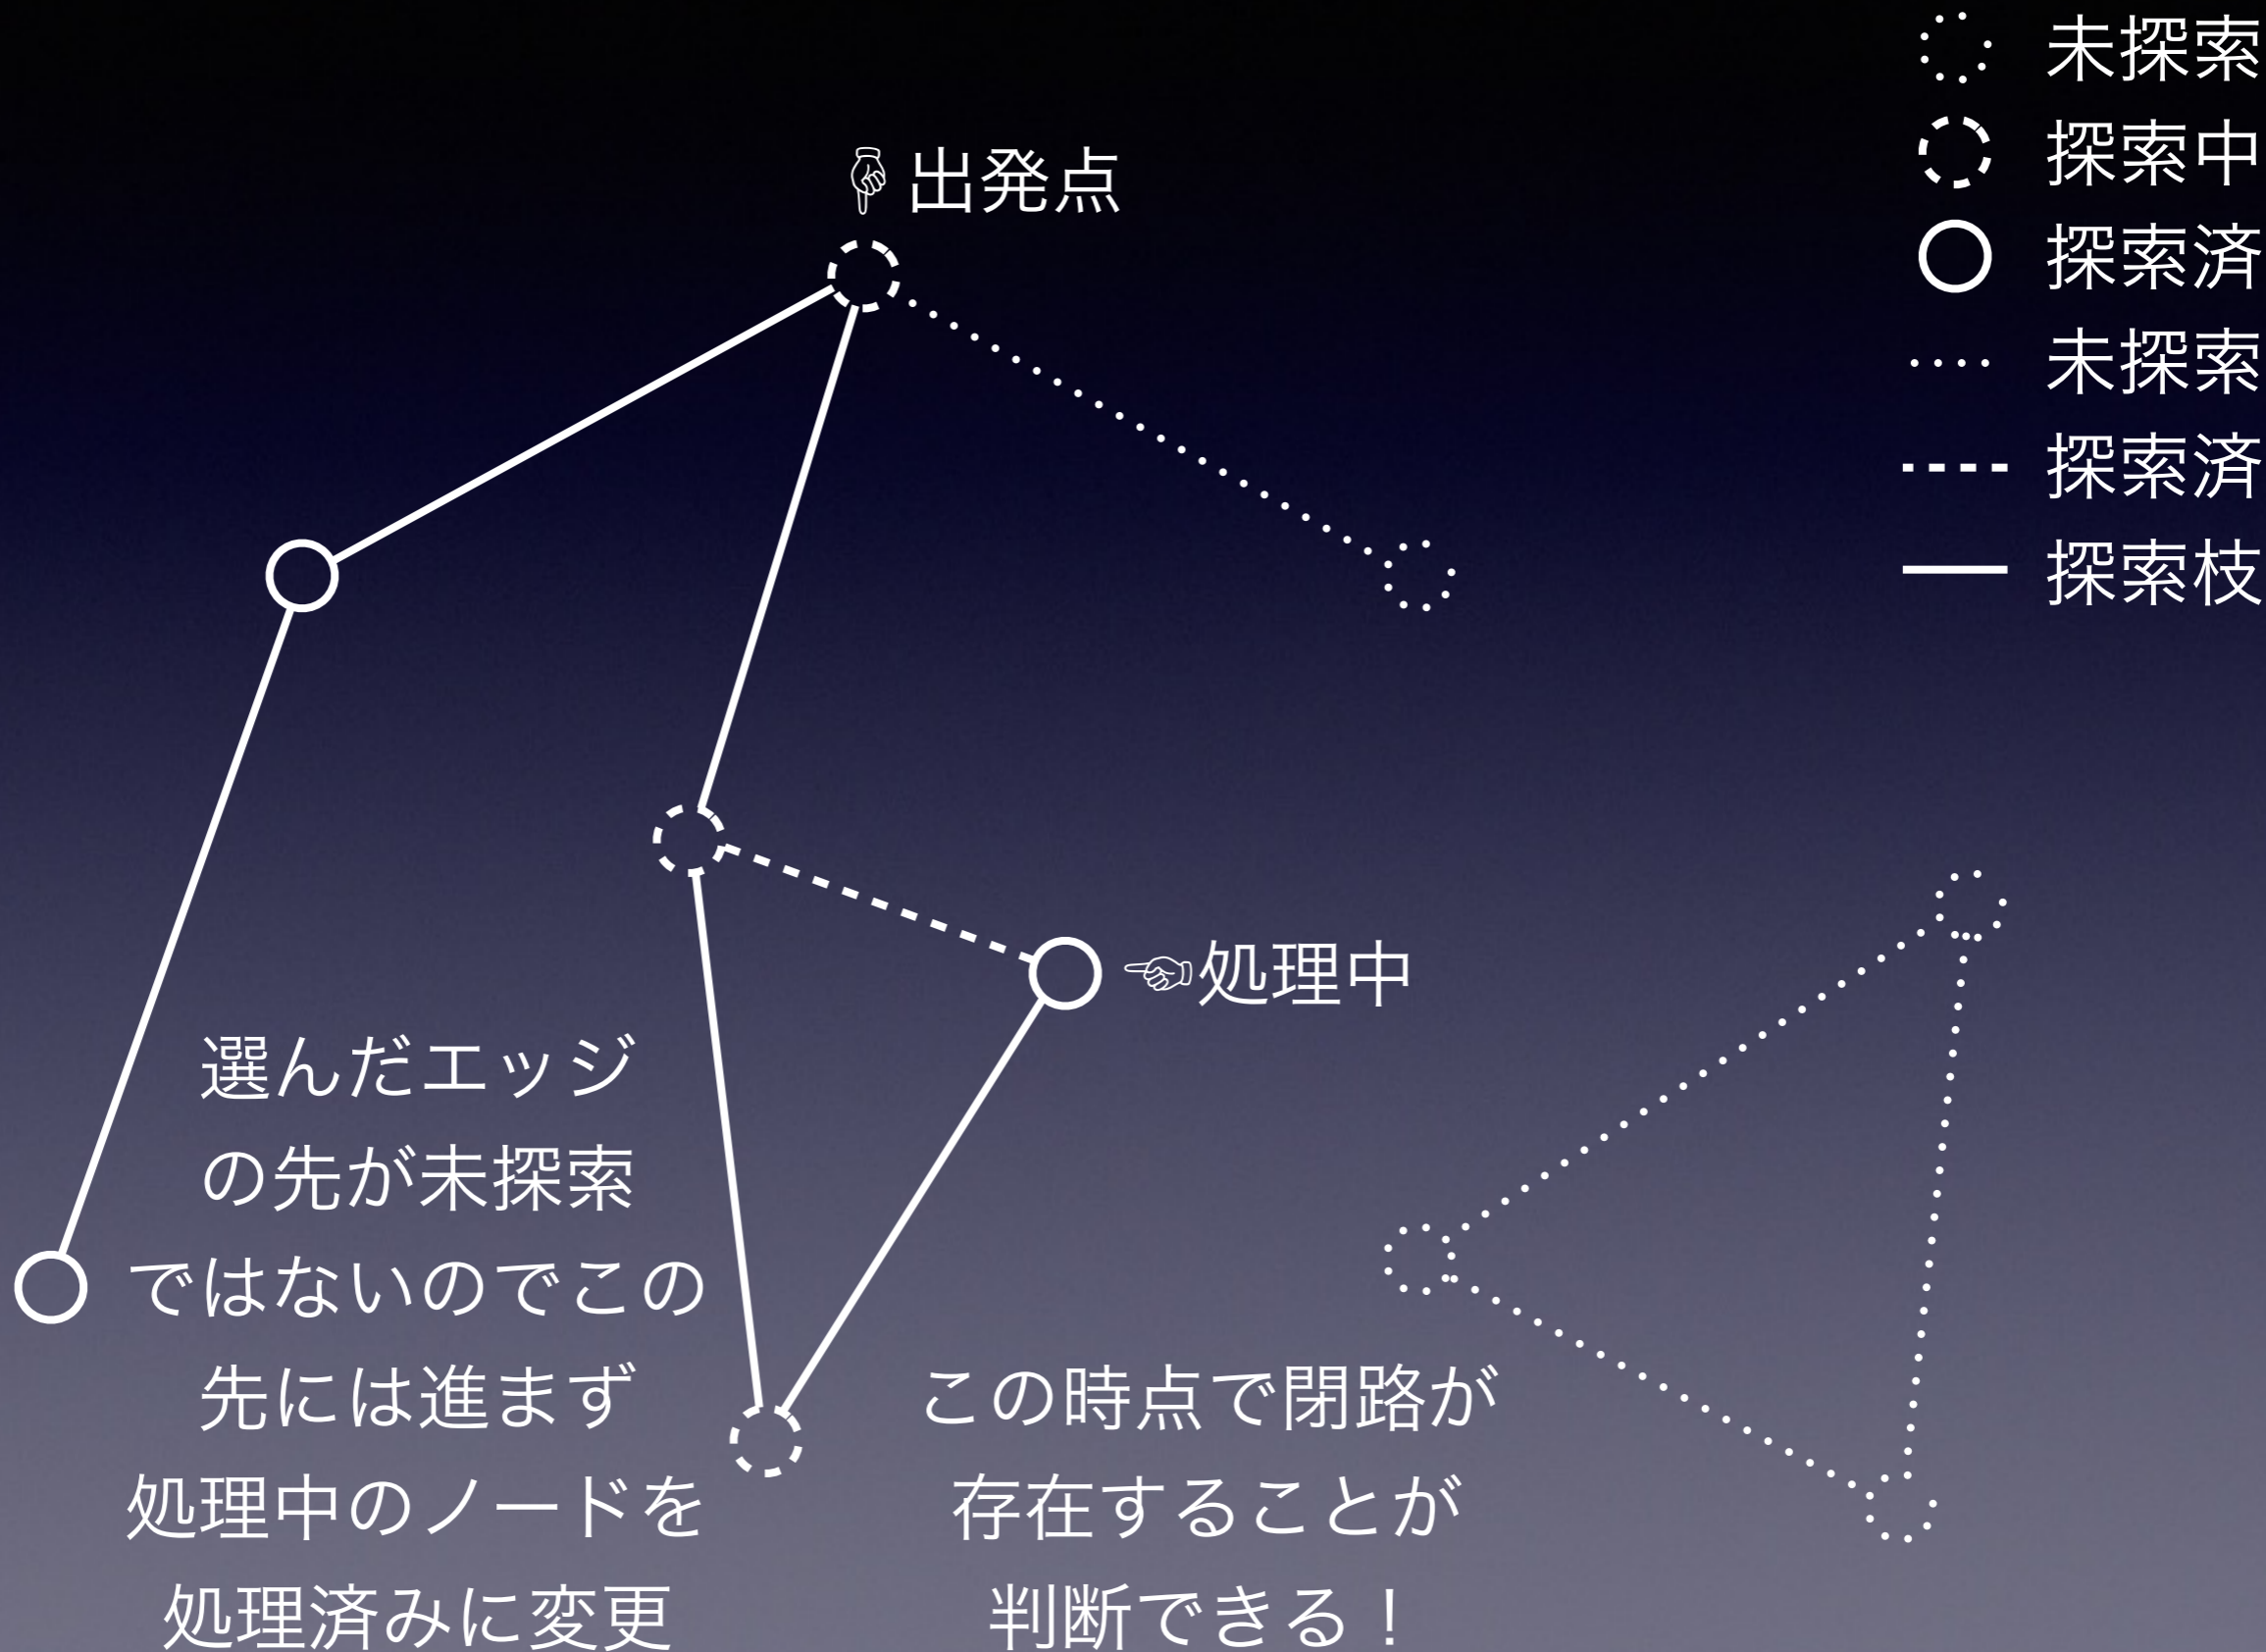 未探索
探索中
探索済
未探索
探索済
探索枝
☟出発点
☜処理中
選んだエッジ
の先が未探索
ではないのでこの
先には進まず
処理中のノードを
処理済みに変更
この時点で閉路が
存在することが
判断できる！